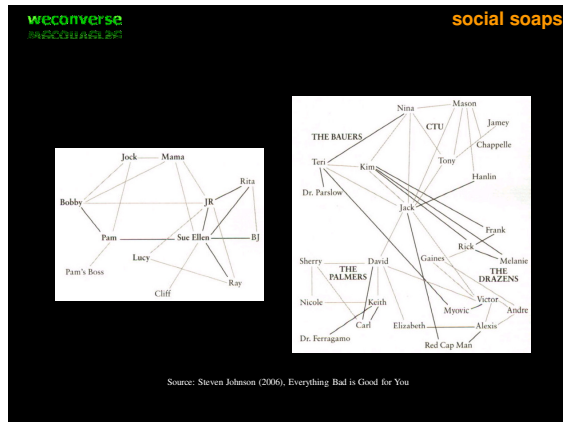 weconverse
social soaps
Jock
Mama
Rita
Bobby
JR
Pam
Sue Ellen
BJ
Lucy
Pam's Boss
Ray
Cliff
Nina
Mason
CTU
Jamey
THE BAUERS
Chappelle
Teri
Kim
Tony
Hanlin
Dr. Parslow
Jack
Frank
Rick
Sherry
David
Gaines
Melanie
THE PALMERS
THE DRAZENS
Nicole
Keith
Victor
Myovic
Andre
Carl
Elizabeth
Alexis
Dr. Ferragamo
Red Cap Man
Source: Steven Johnson (2006), Everything Bad is Good for You